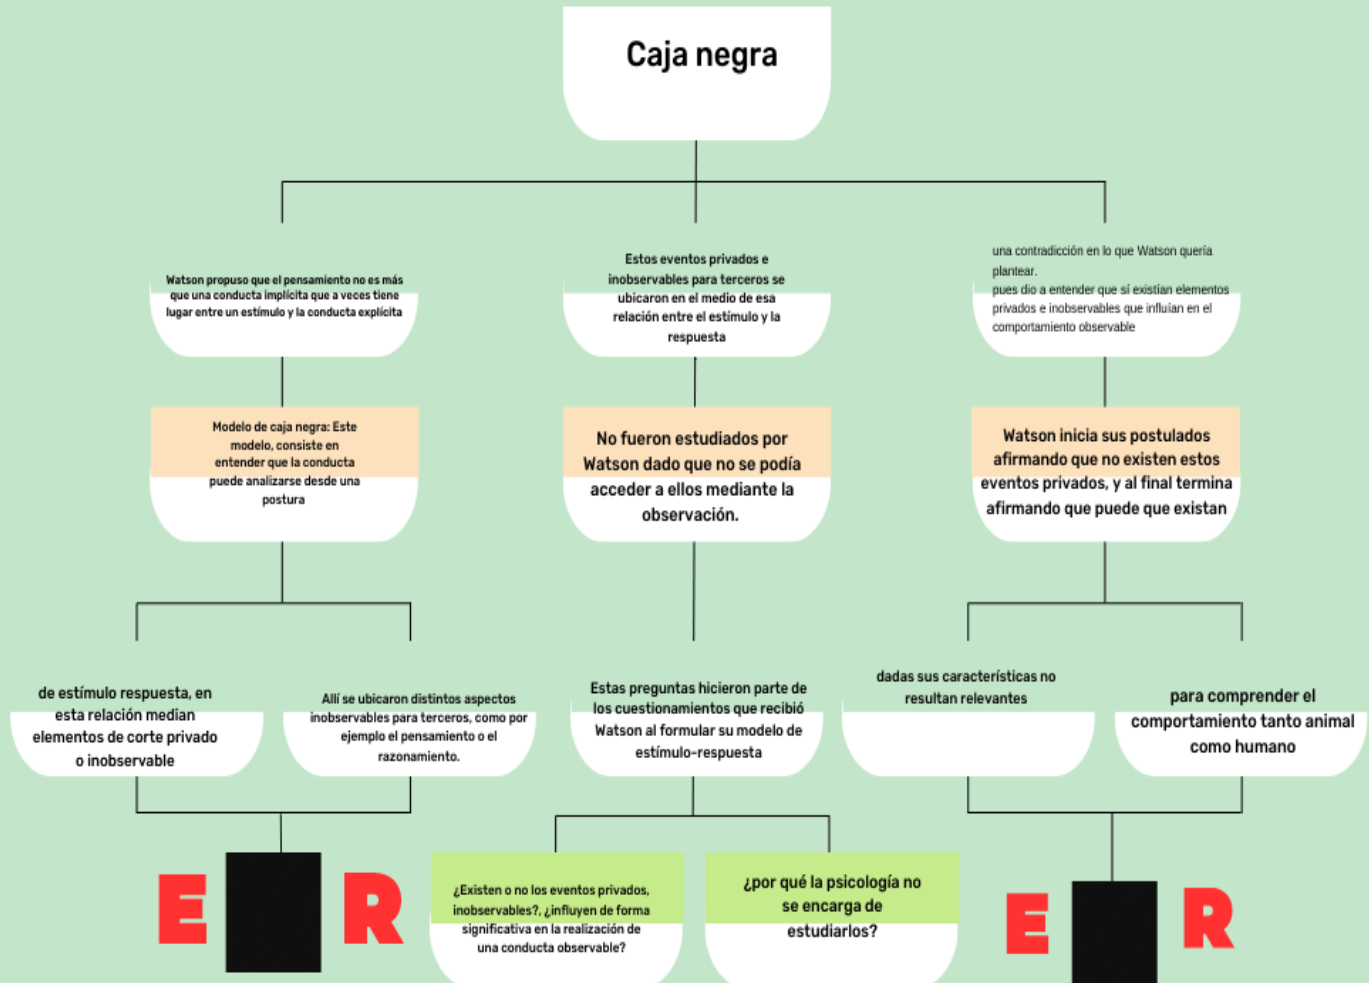 Caja negra
Watson propuso que el pensamiento no es más
que una conducta implícita que a veces tiene
lugar entre un estímulo y la conducta explícita
Estos eventos privados e
inobservables para terceros se
ubicaron en el medio de esa
relación entre el estímulo y la
respuesta
una contradicción en lo que Watson quería
plantear.
pues dio a entender que sí existían elementos
privados e inobservables que influían en el
comportamiento observable
Modelo de caja negra: Este
modelo, consiste en
entender que la conducta
puede analizarse desde una
postura
No fueron estudiados por
Watson dado que no se podía
acceder a ellos mediante la
observación.
Watson inicia sus postulados
afirmando que no existen estos
eventos privados, y al final termina
afirmando que puede que existan
de estímulo respuesta, en
esta relación median
elementos de corte privado
o inobservable
Allí se ubicaron distintos aspectos
inobservables para terceros, como por
ejemplo el pensamiento o el
razonamiento.
Estas preguntas hicieron parte de
los cuestionamientos que recibió
Watson al formular su modelo de
estímulo-respuesta
dadas sus características no
resultan relevantes
para comprender el
comportamiento tanto animal
como humano
E R
¿Existen o no los eventos privados,
inobservables?, ¿influyen de forma
significativa en la realización de
una conducta observable?
¿por qué la psicología no
se encarga de
estudiarlos?
E R